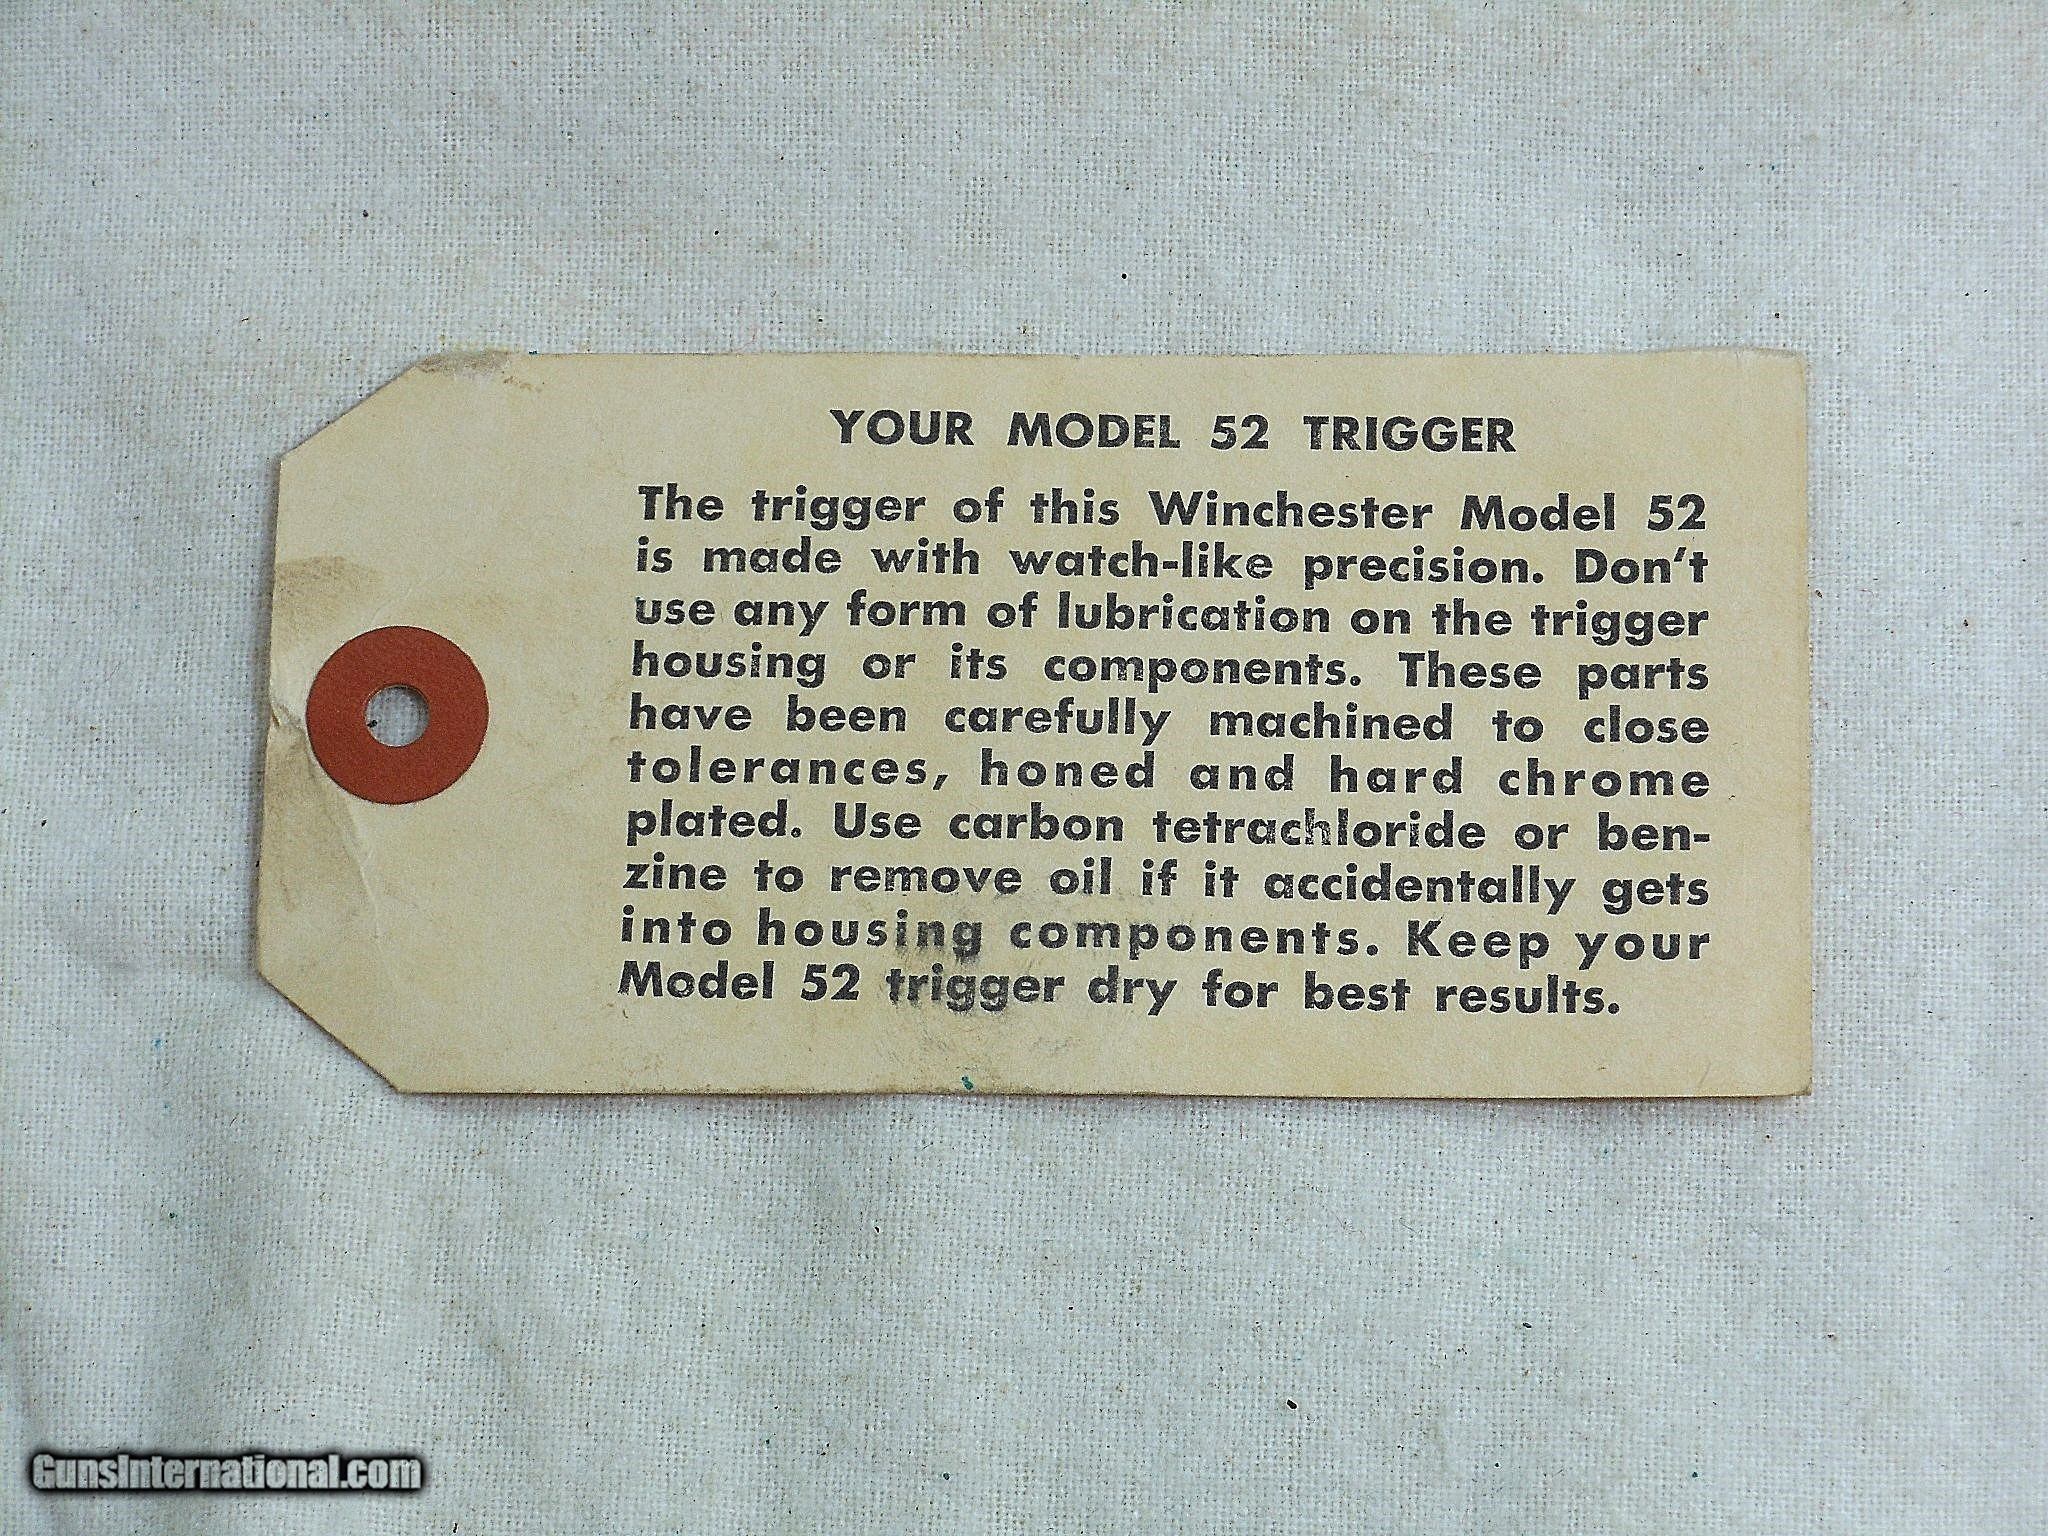 YOUR MODEL 52 TRIGGER
The trigger of this Winchester Model 52
is made with watch-like precision. Don't
use any form of lubrication on the trigger
housing or its components. These parts
have been carefully machined to close
tolerances, honed and hard chrome
plated. Use carbon tetrachloride or ben-
zine to remove oil if it accidentally gets
into housing components. Keep your
Model 52 trigger dry for best results.
GunsInternational.com